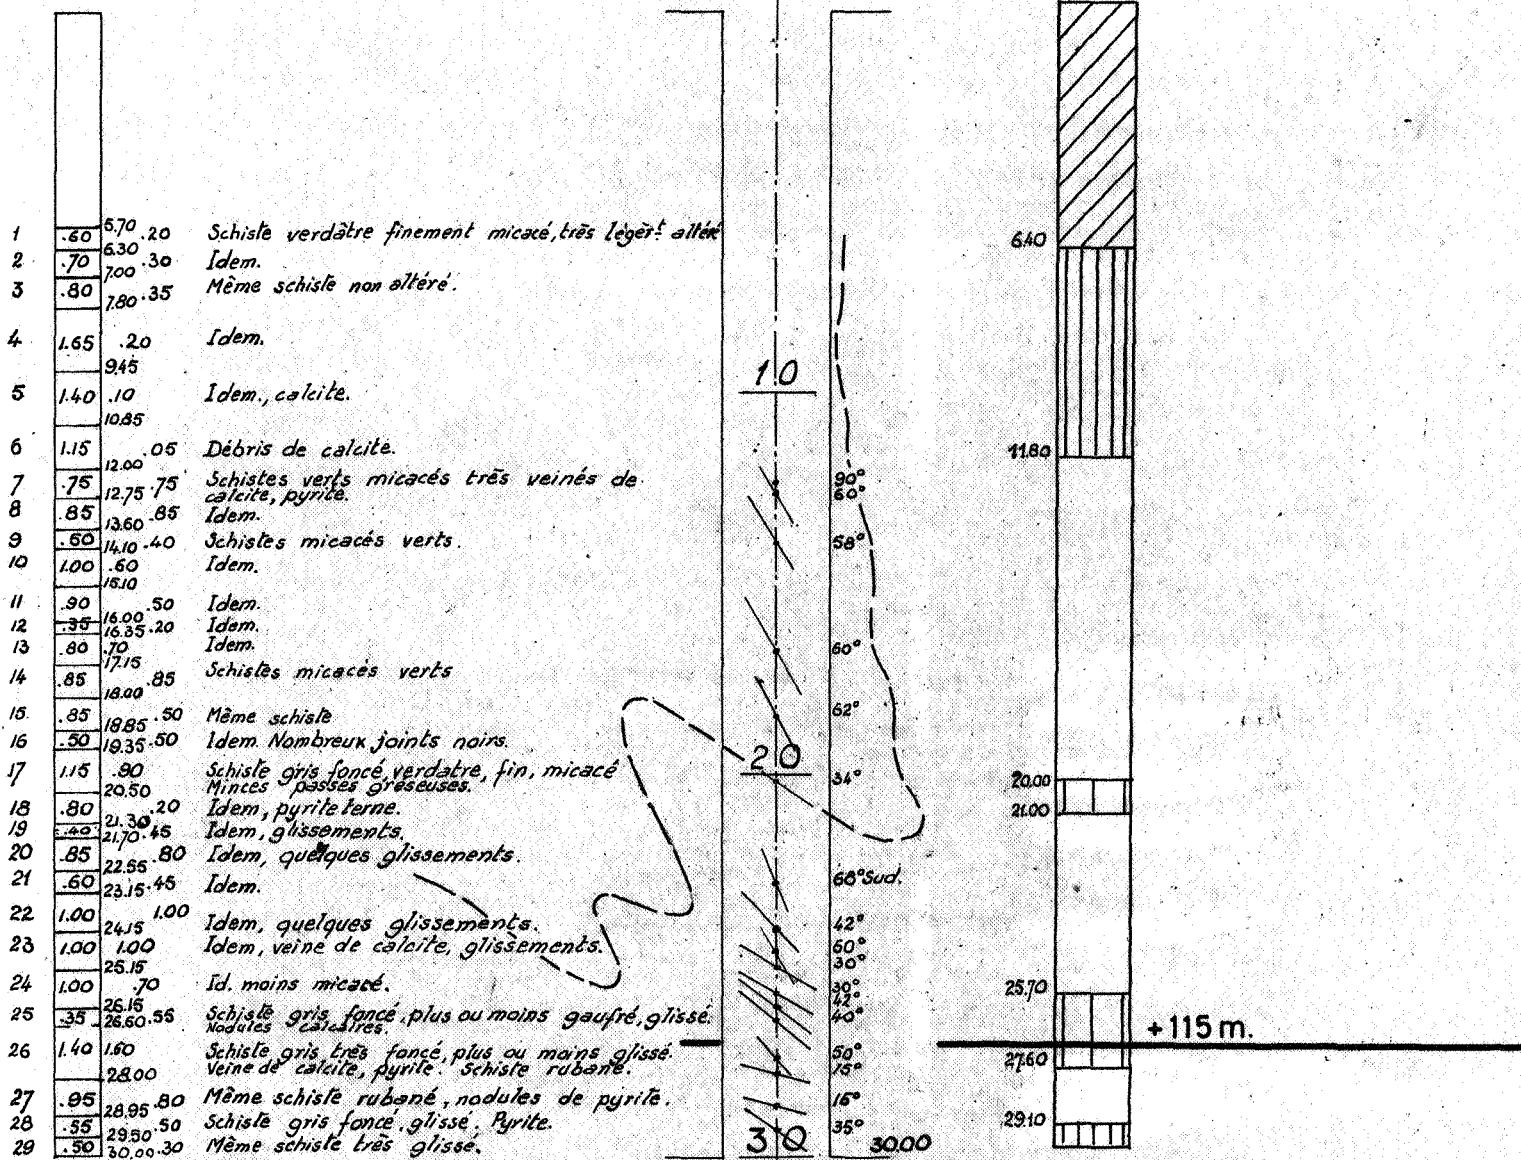 5.70
1 .60 .20 Schiste verdâtre finement micacé, très légèrt altéré
6.30
2 .70 .30 Idem.
7.00
3 .80 .35 Même schiste non altéré.
7.80
4 1.65 .20 Idem.
9.45
5 1.40 .10 Idem., calcite.
10.85
6 1.15 .05 Débris de calcite.
12.00
7 .75 .75 Schistes verts micacés très veinés de
calcite, pyrite.
12.75
8 .85 .85 Idem.
13.60
9 .60 .40 Schistes micacés verts.
14.10
10 1.00 .60 Idem.
15.10
11 .90 .50 Idem.
16.00
12 .35 .20 Idem.
16.35
13 .80 .70 Idem.
17.15
14 .85 .85 Schistes micacés verts
18.00
15. .85 .50 Même schiste
18.85
16 .50 .50 Idem. Nombreux joints noirs.
19.35
17 1.15 .90 Schiste gris foncé, verdatre, fin, micacé
Minces passes gréseuses.
20.50
18 .80 .20 Idem, pyrite terne.
21.30
19 .40 .45 Idem, glissements.
21.70
20 .85 .80 Idem, quelques glissements.
22.55
21 .60 .45 Idem.
23.15
22 1.00 1.00 Idem, quelques glissements.
24.15
23 1.00 1.00 Idem, veine de calcite, glissements.
25.15
24 1.00 .70 Id. moins micacé.
26.15
25 .35 .55 Schiste gris foncé, plus ou moins gaufré, glissé.
Nodules calcaires.
26.60
26 1.40 1.60 Schiste gris très foncé, plus ou moins glissé.
Veine de calcite, pyrite. Schiste rubané.
28.00
27 .95 .80 Même schiste rubané, nodules de pyrite.
28.95
28 .55 .50 Schiste gris foncé, glissé. Pyrite.
29.50
29 .50 .30 Même schiste très glissé.
30.00
10
20
30
90°
60°
58°
60°
62°
34°
68° Sud.
42°
60°
30°
30°
42°
40°
50°
15°
16°
35°
30.00
6.40
11.80
20.00
21.00
25.70
+115 m.
27.60
29.10